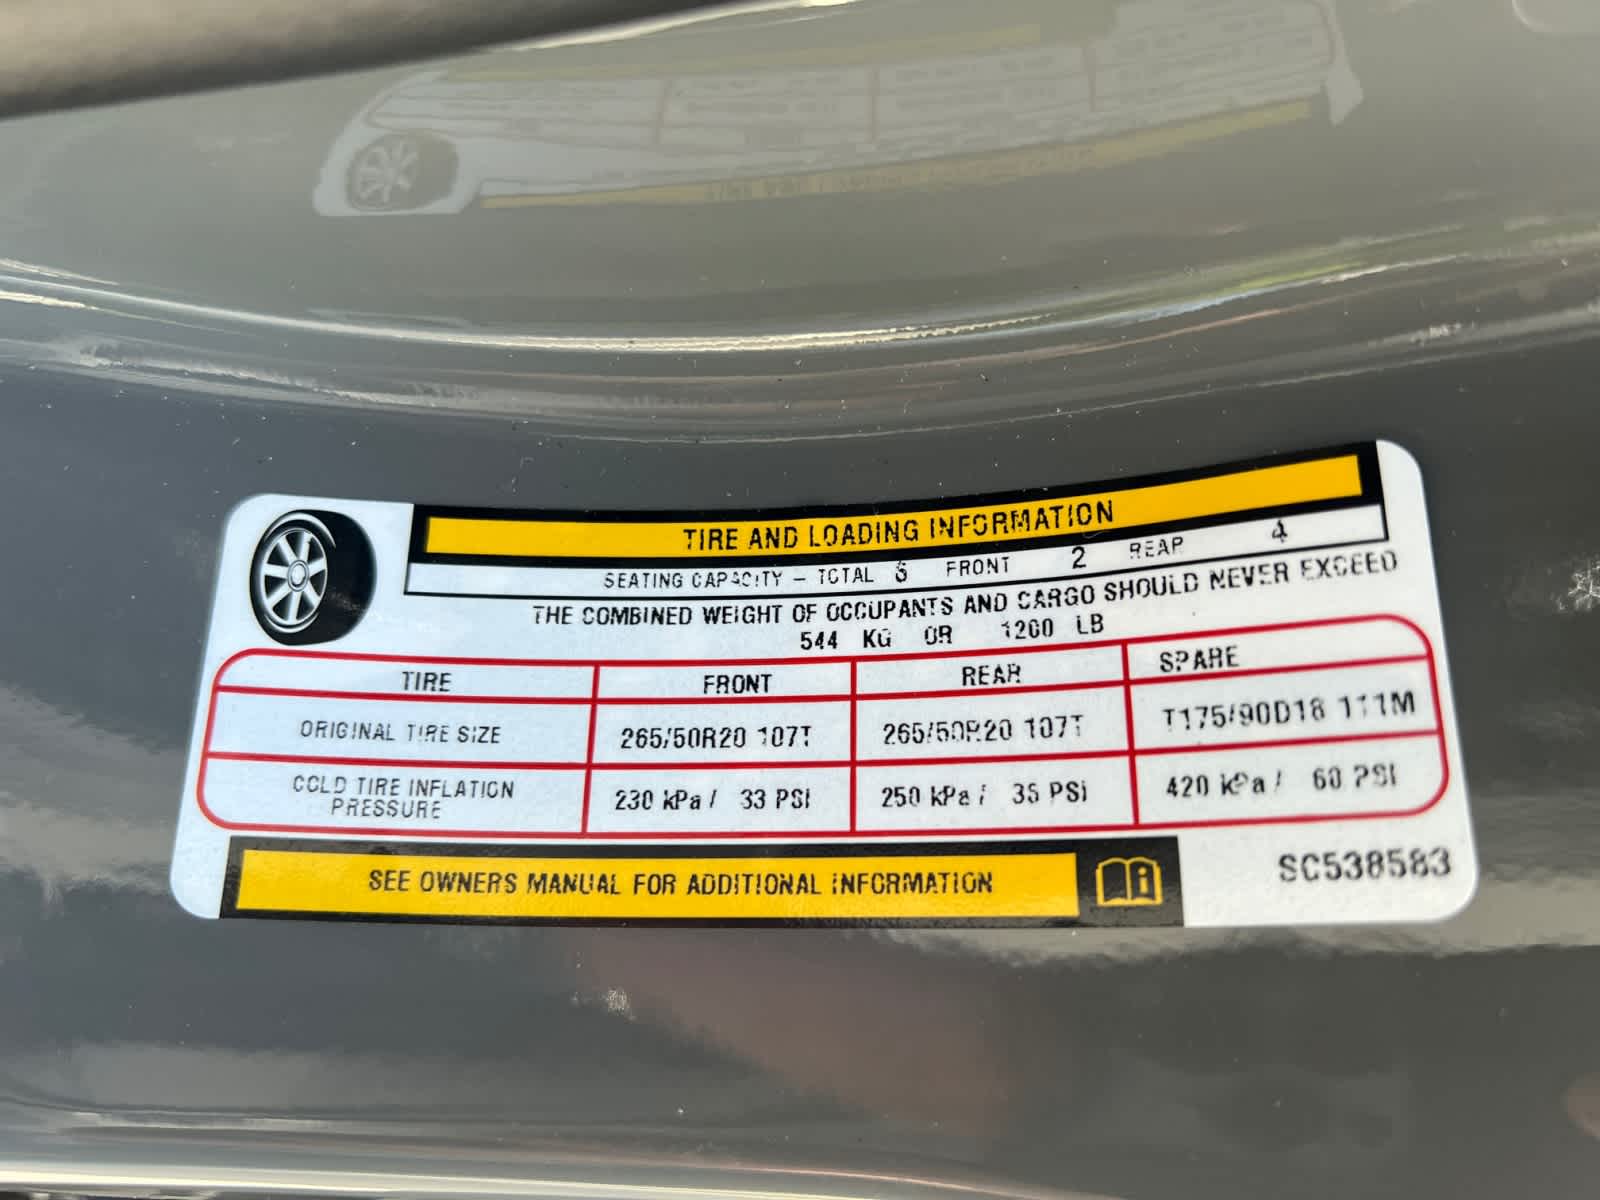 TIRE AND LOADING INFORMATION
SEATING CAPACITY – TOTAL 6 FRONT 2 REAR 4
THE COMBINED WEIGHT OF OCCUPANTS AND CARGO SHOULD NEVER EXCEED
544 KG OR 1200 LB
TIRE FRONT REAR SPARE
ORIGINAL TIRE SIZE 265/50R20 107T 265/50R20 107T T175/90D18 111M
COLD TIRE INFLATION
PRESSURE 230 kPa / 33 PSI 250 kPa / 36 PSI 420 kPa / 60 PSI
SEE OWNERS MANUAL FOR ADDITIONAL INFORMATION
SC538583